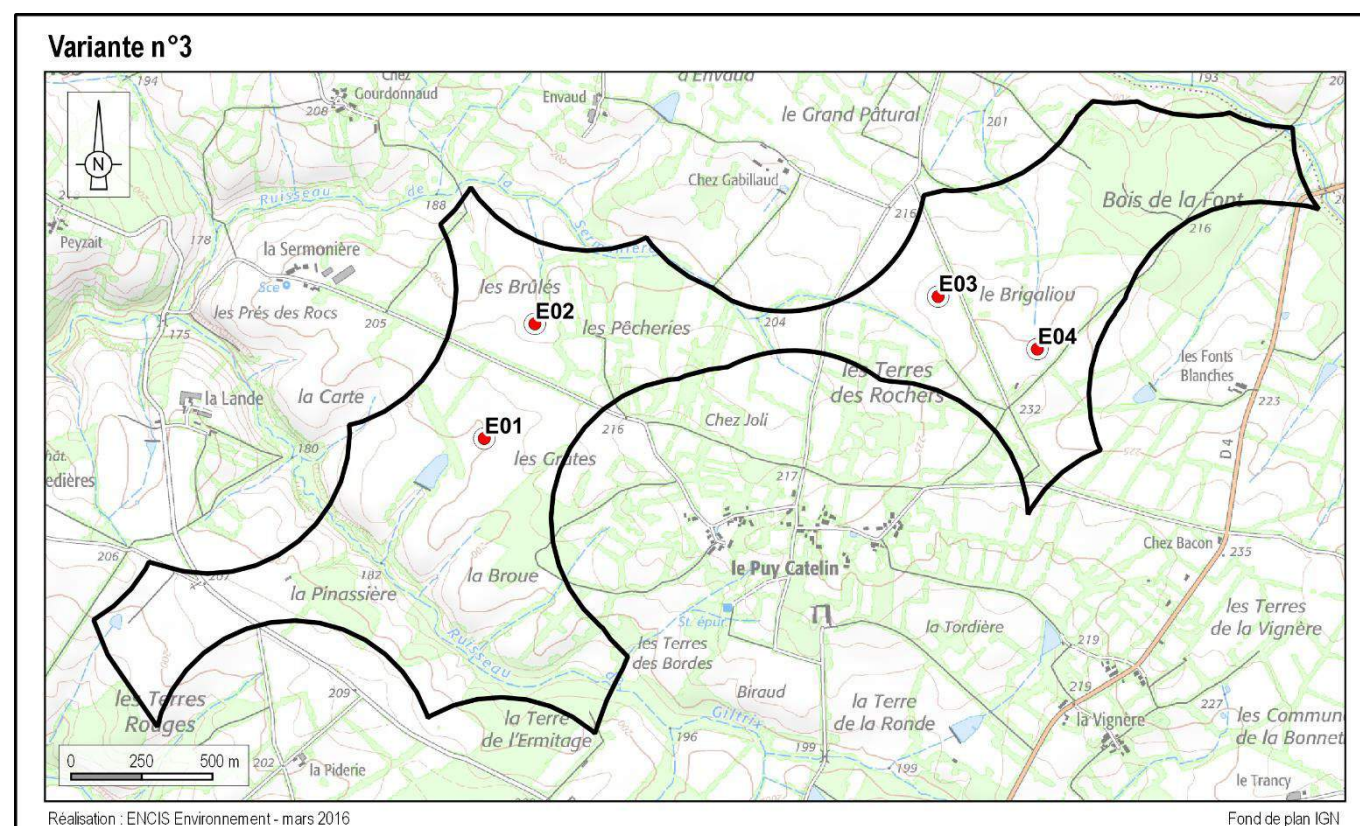 Variante n°3
194
Chez
Gourdonnaud
208
Envaud
d'Envaud
le Grand Pâtural
201
193
Chez Gabillaud
Bois de la Font
216
216
Ruisseau de la Sermonière
188
178
Peyzait
la Sermonière
Sce
les Prés des Rocs
205
175
les Brûlés
E02
les Pêcheries
204
E03
le Brigaliou
E04
les Fonts
Blanches
223
D 4
la Lande
la Carte
180
E01
les Grates
216
Chez Joli
les Terres
des Rochers
232
225
217
206
207
182
la Pinassière
la Broue
200
le Puy Catelin
Chez Bacon
235
St. épur.
les Terres
des Bordes
la Tordière
219
les Terres
de la Vignère
Ruisseau de Giltrix
les Terres
Rouges
209
la Terre
de l'Ermitage
Biraud
la Terre
de la Ronde
219
la Vignère
227
les Commun
de la Bonnet
196
199
199
202
la Piderie
le Trancy
0 250 500 m
N
Réalisation : ENCIS Environnement - mars 2016
Fond de plan IGN